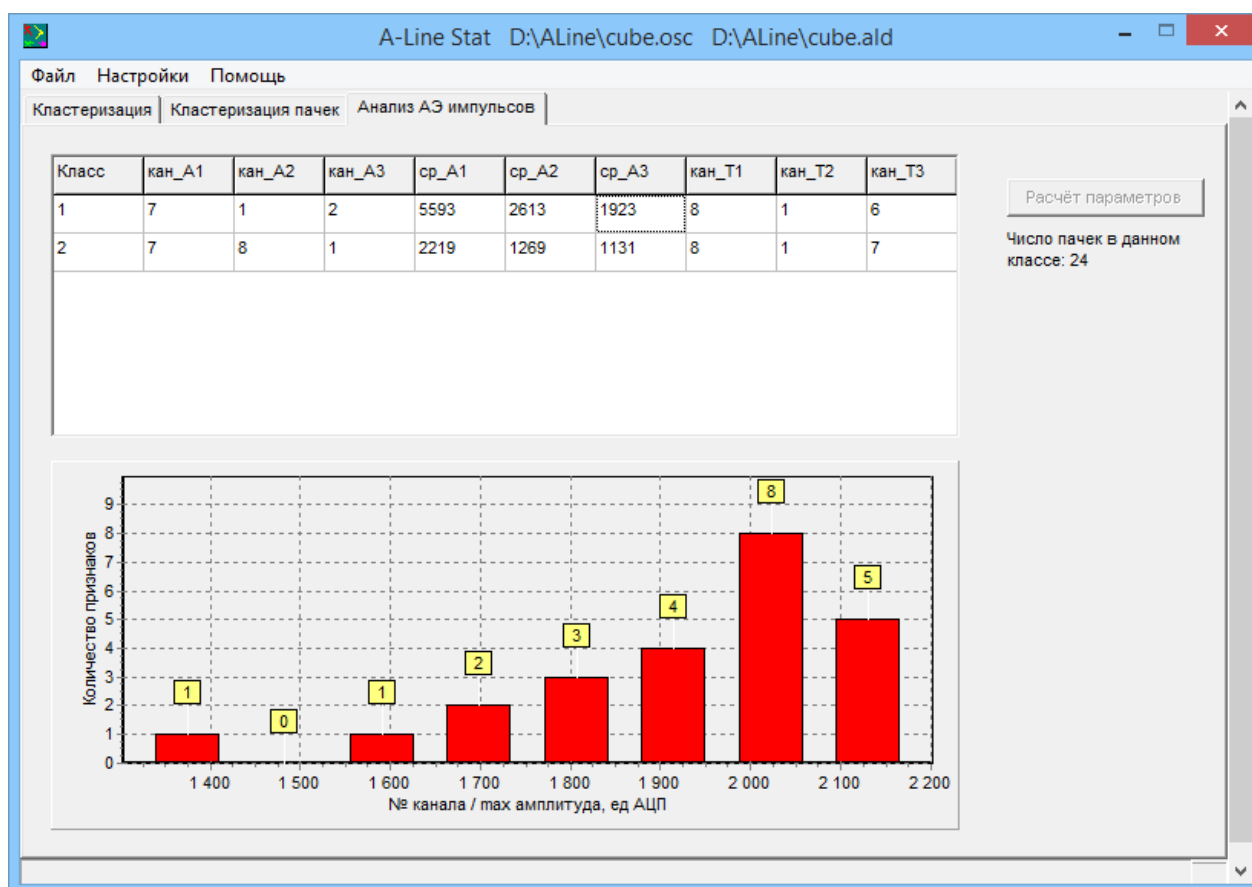 A-Line Stat D:\ALine\cube.osc D:\ALine\cube.ald
Файл Настройки Помощь
Кластеризация Кластеризация пачек Анализ АЭ импульсов
Класс кан_А1 кан_А2 кан_А3 ср_А1 ср_А2 ср_А3 кан_Т1 кан_Т2 кан_Т3
1 7 1 2 5593 2613 1923 8 1 6
2 7 8 1 2219 1269 1131 8 1 7
Расчёт параметров
Число пачек в данном
классе: 24
Количество признаков
9
8
7
6
5
4
3
2
1
0
1 0 1 2 3 4 8 5
1 400 1 500 1 600 1 700 1 800 1 900 2 000 2 100 2 200
№ канала / max амплитуда, ед АЦП